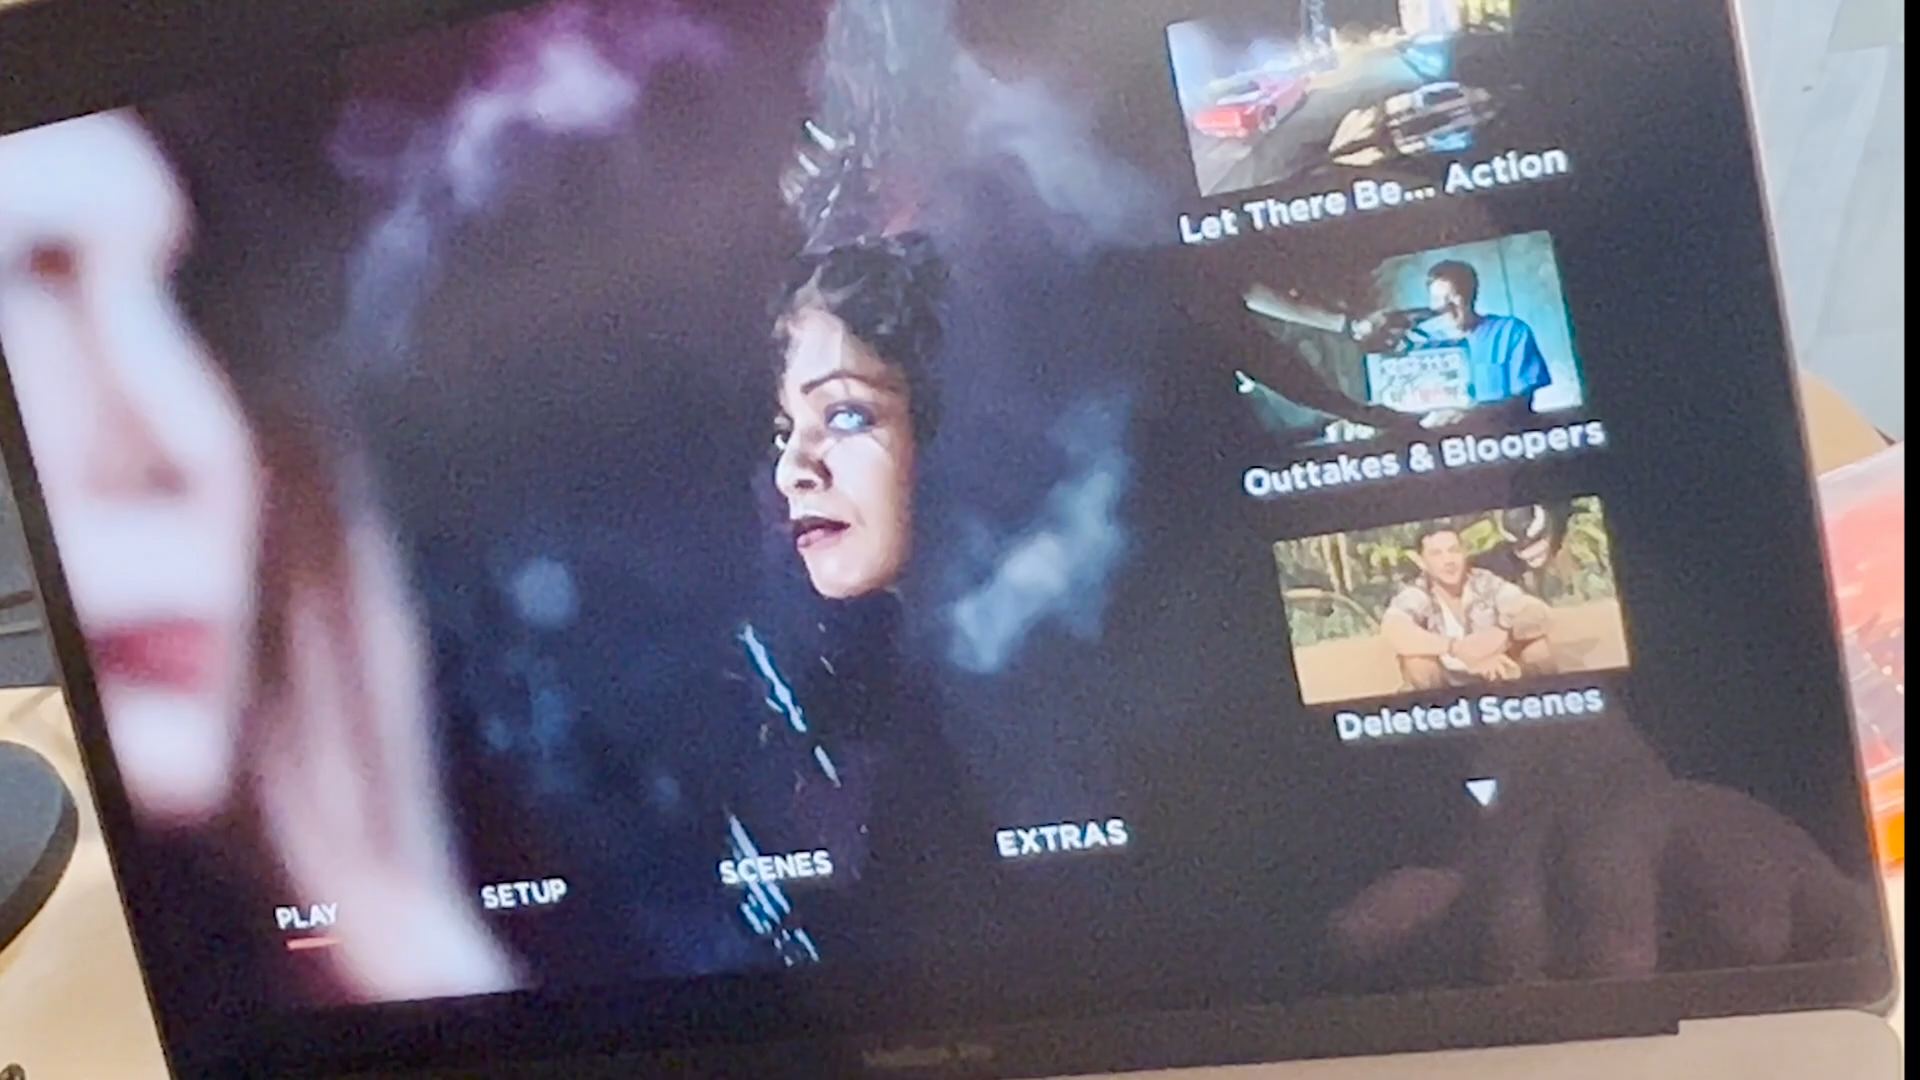 Let There Be... Action
Outtakes & Bloopers
Deleted Scenes
EXTRAS
SCENES
SETUP
PLAY